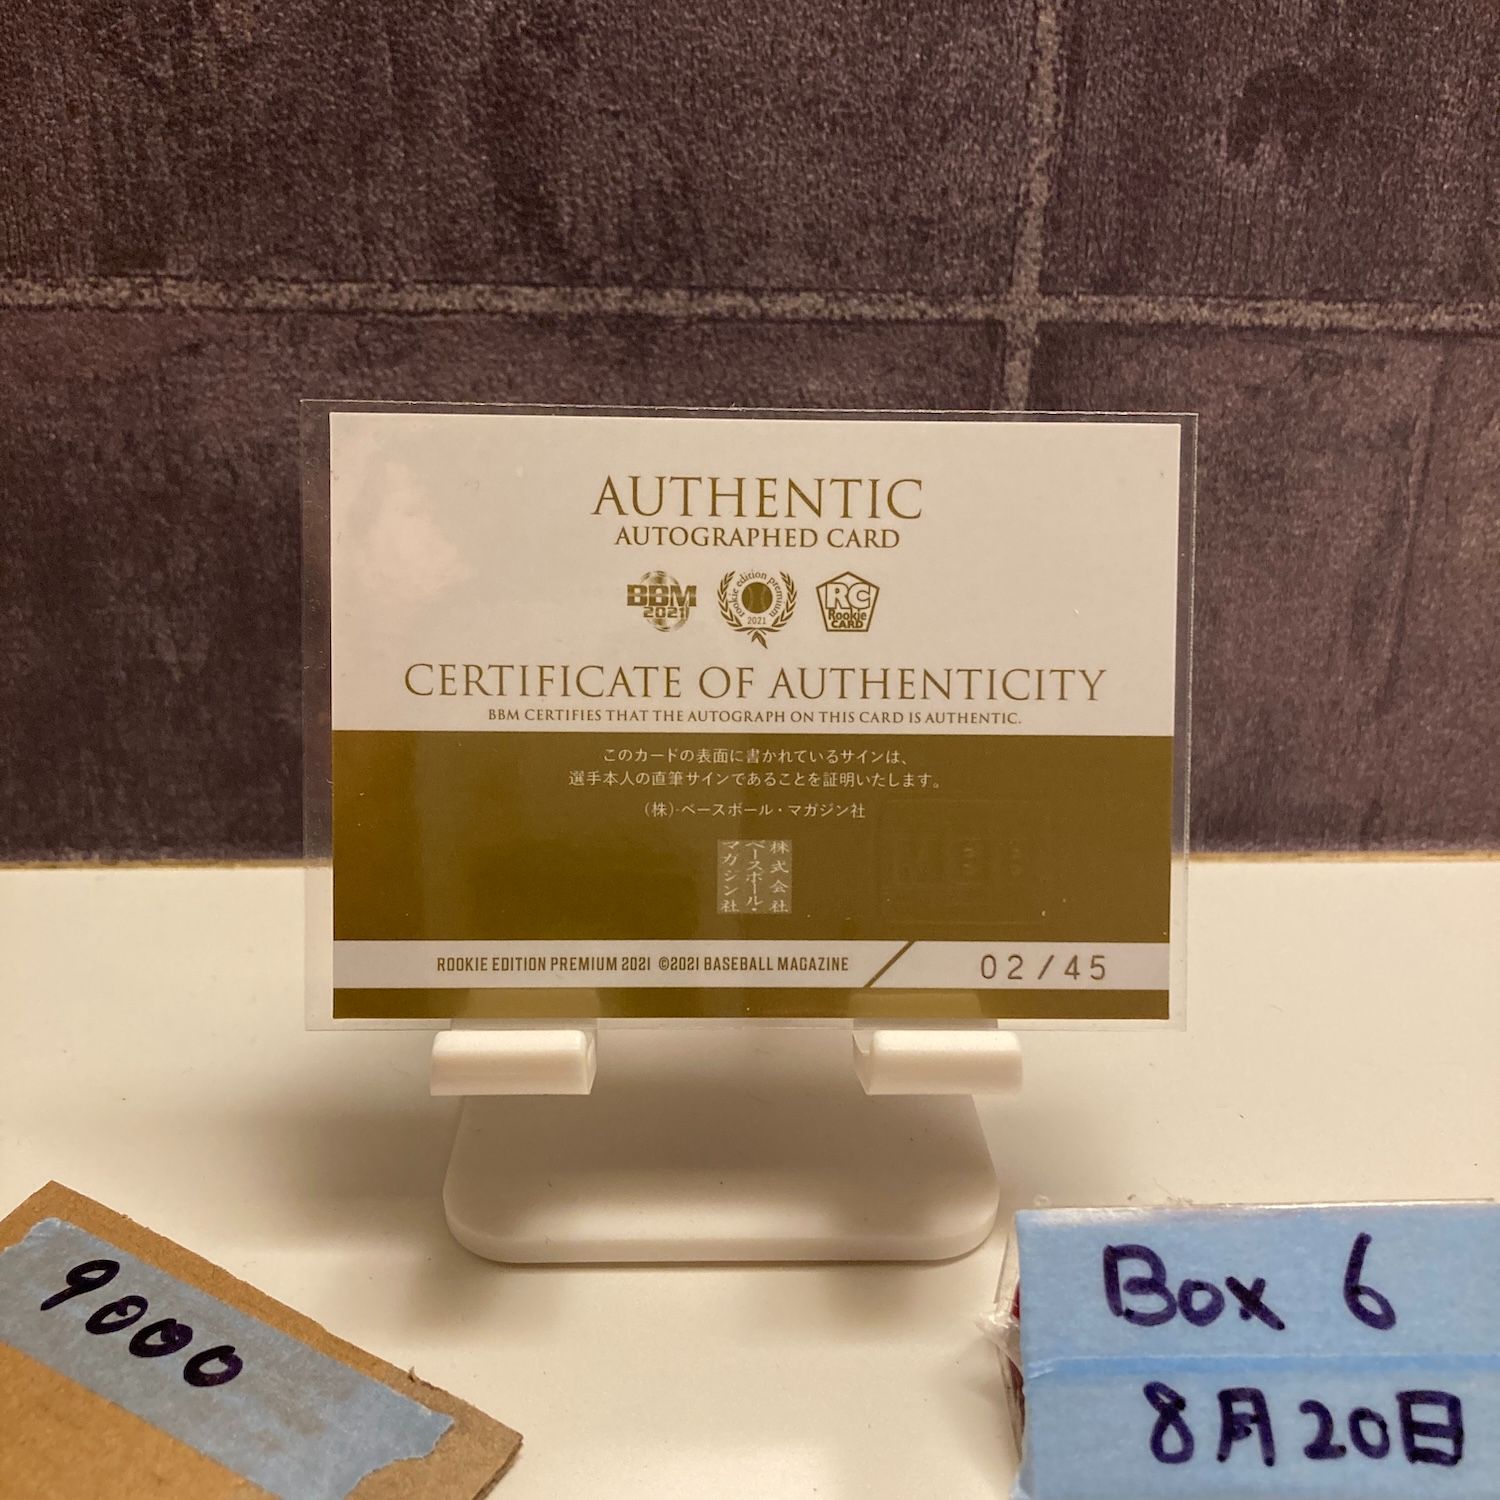 AUTHENTIC
AUTOGRAPHED CARD
BBM
2021
rookie edition premium
2021
RC
Rookie
CARD
CERTIFICATE OF AUTHENTICITY
BBM CERTIFIES THAT THE AUTOGRAPH ON THIS CARD IS AUTHENTIC.
このカードの表面に書かれているサインは、
選手本人の直筆サインであることを証明いたします。
(株)ベースボール・マガジン社
株式会社
ベースボール・
マガジン社
ROOKIE EDITION PREMIUM 2021 ©2021 BASEBALL MAGAZINE
02/45
9000
Box 6
8月20日